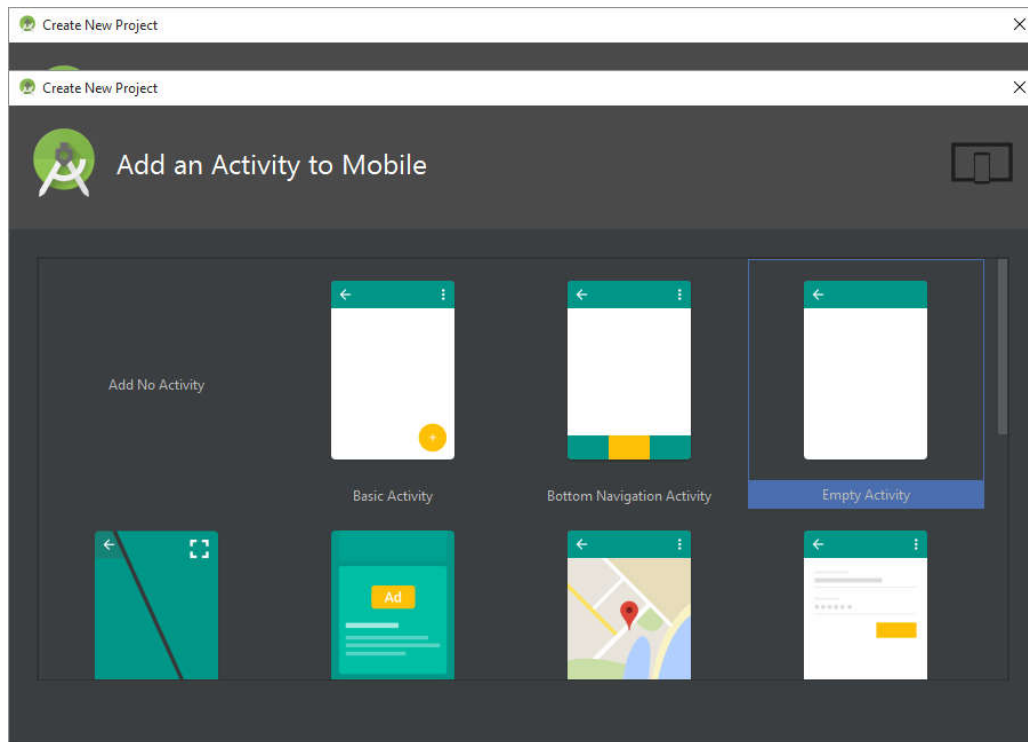 Create New Project
Create New Project
Add an Activity to Mobile
Add No Activity
Basic Activity
Bottom Navigation Activity
Empty Activity
Ad